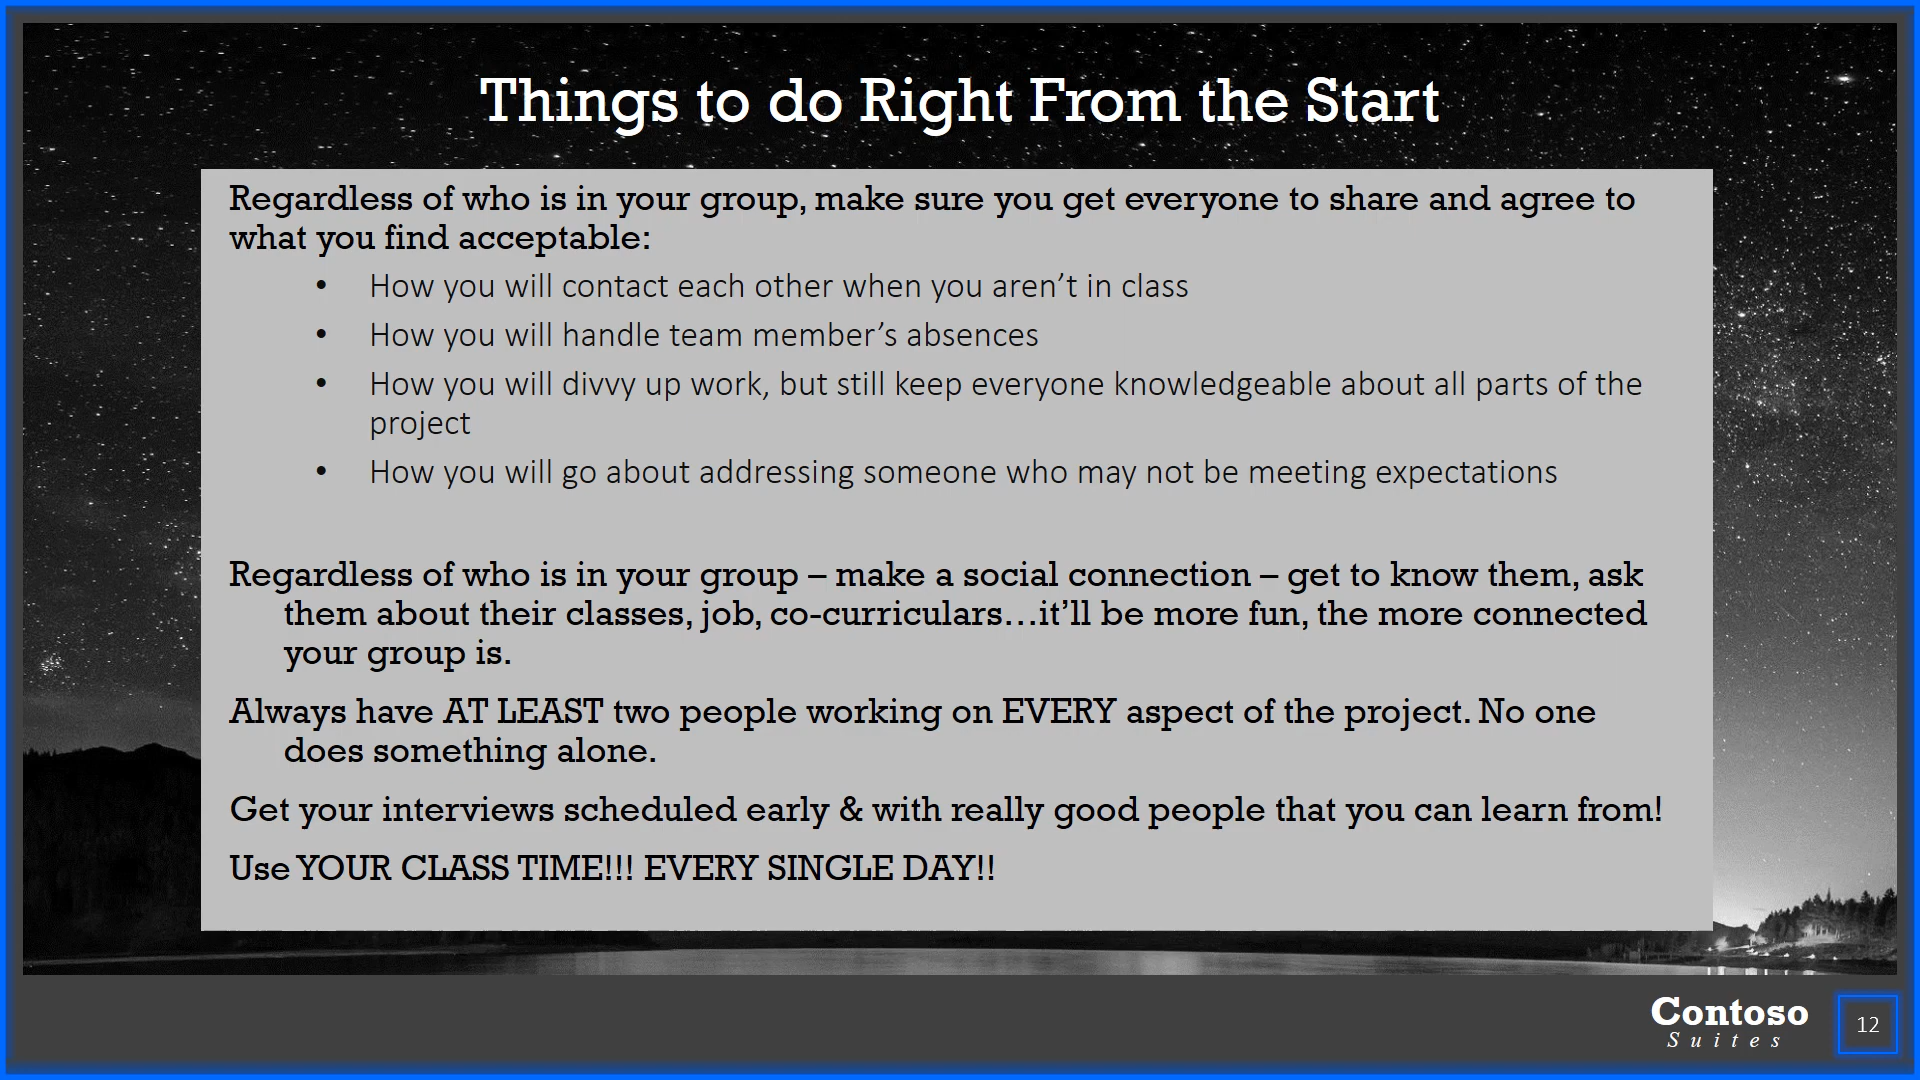 Things to do Right From the Start
Regardless of who is in your group, make sure you get everyone to share and agree to
what you find acceptable:
• How you will contact each other when you aren’t in class
• How you will handle team member’s absences
• How you will divvy up work, but still keep everyone knowledgeable about all parts of the
project
• How you will go about addressing someone who may not be meeting expectations
Regardless of who is in your group – make a social connection – get to know them, ask
them about their classes, job, co-curriculars…it’ll be more fun, the more connected
your group is.
Always have AT LEAST two people working on EVERY aspect of the project. No one
does something alone.
Get your interviews scheduled early & with really good people that you can learn from!
Use YOUR CLASS TIME!!! EVERY SINGLE DAY!!
Contoso
Suites
12